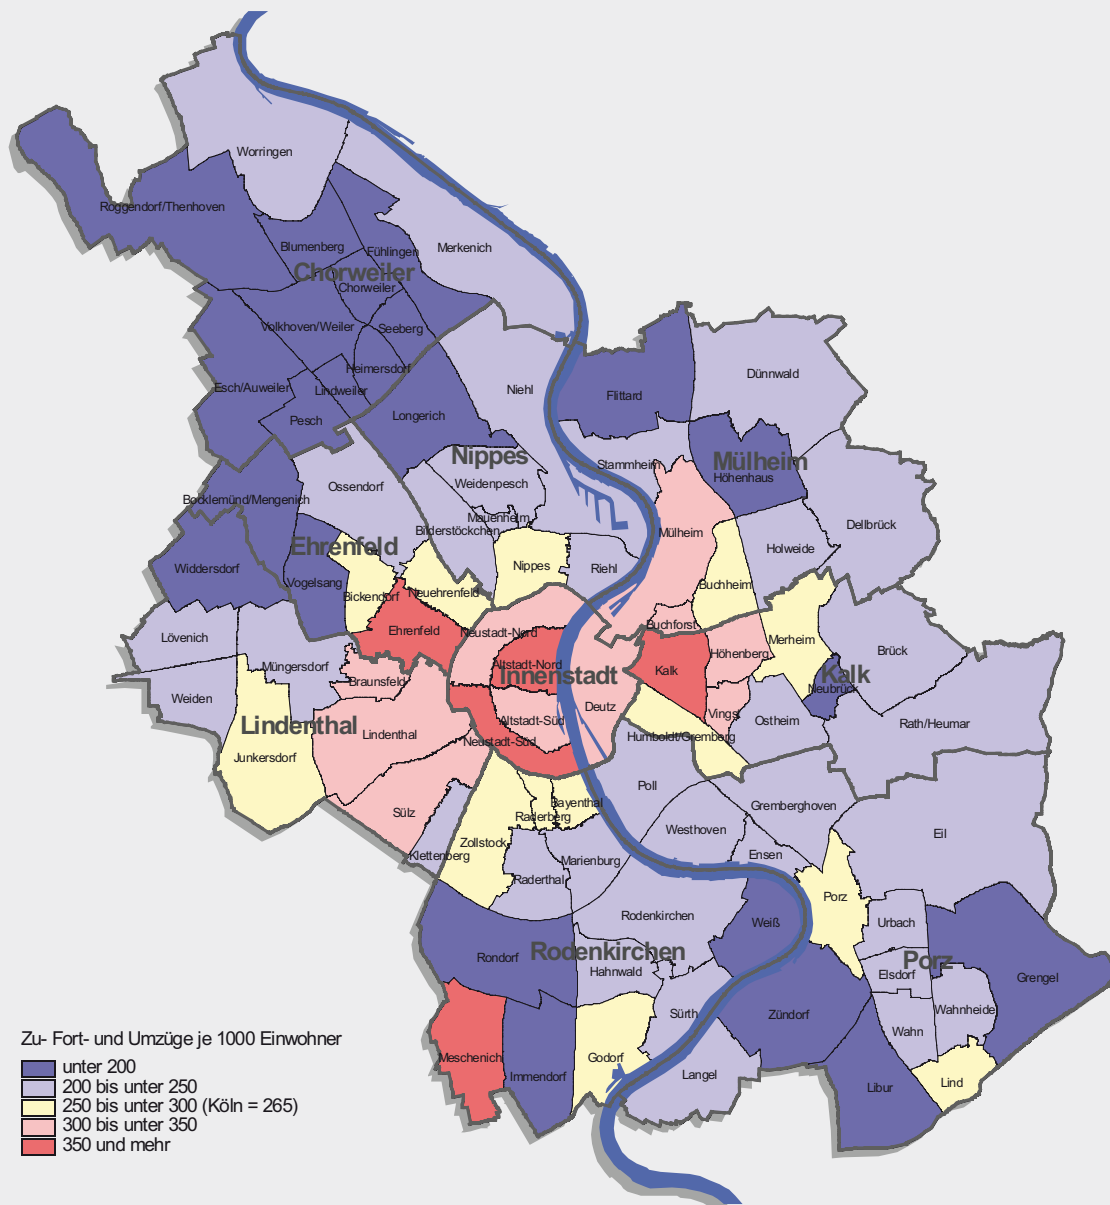 Worringen
Roggendorf/Thenhoven
Blumenberg
Fühlingen
Merkenich
Chorweiler
Chorweiler
Volkhoven/Weiler
Seeberg
Heimersdorf
Esch/Auweiler
Lindweiler
Pesch
Longerich
Niehl
Flittard
Dünnwald
Nippes
Weidenpesch
Stammheim
Mülheim
Höhenhaus
Ossendorf
Bocklemünd/Mengenich
Mauenheim
Bilderstöckchen
Dellbrück
Mülheim
Holweide
Ehrenfeld
Widdersdorf
Vogelsang
Nippes
Riehl
Bickendorf
Neuehrenfeld
Buchheim
Ehrenfeld
Neustadt-Nord
Buchforst
Lövenich
Müngersdorf
Merheim
Brück
Höhenberg
Altstadt-Nord
Innenstadt
Kalk
Kalk
Braunsfeld
Neubrück
Weiden
Deutz
Vingst
Ostheim
Rath/Heumar
Lindenthal
Lindenthal
Altstadt-Süd
Neustadt-Süd
Humboldt/Gremberg
Junkersdorf
Poll
Bayenthal
Raderberg
Gremberghoven
Sülz
Westhoven
Eil
Zollstock
Klettenberg
Marienburg
Ensen
Raderthal
Porz
Rodenkirchen
Weiß
Urbach
Rondorf
Rodenkirchen
Hahnwald
Porz
Elsdorf
Grengel
Sürth
Zündorf
Wahn
Wahnheide
Meschenich
Godorf
Immendorf
Langel
Libur
Lind
Zu- Fort- und Umzüge je 1000 Einwohner
unter 200
200 bis unter 250
250 bis unter 300 (Köln = 265)
300 bis unter 350
350 und mehr